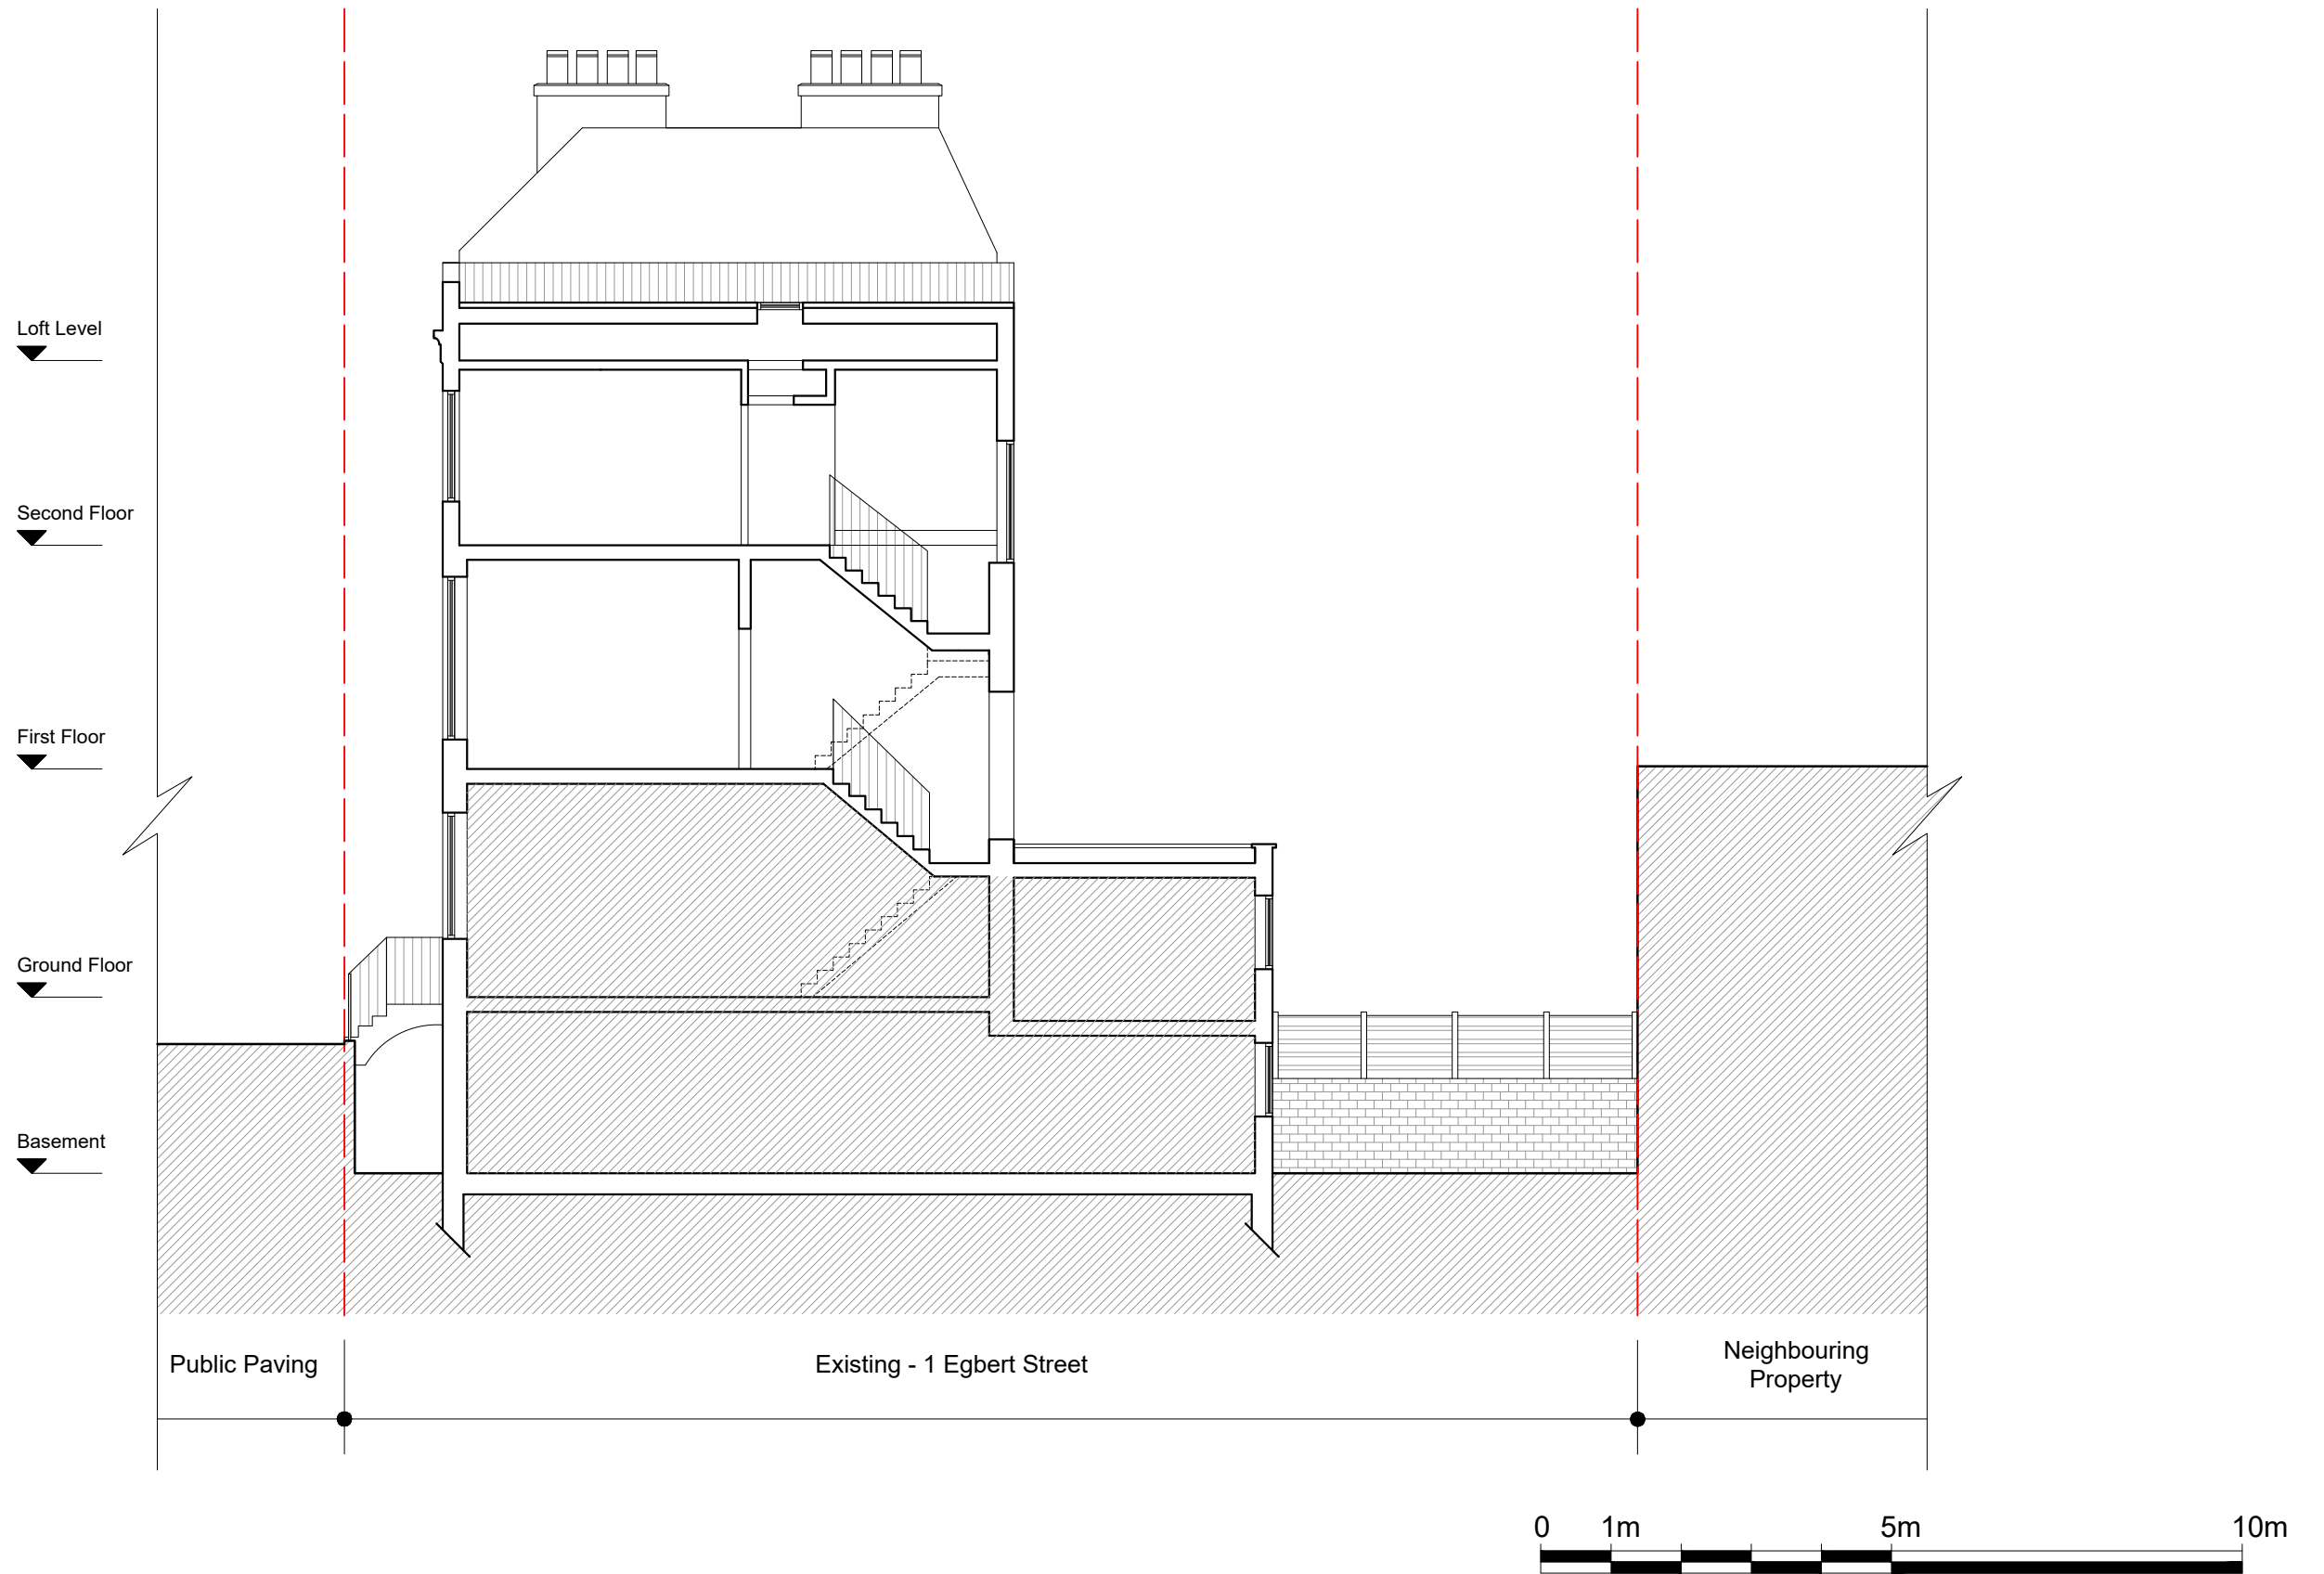 Loft Level
Second Floor
First Floor
Ground Floor
Basement
Public Paving
Existing - 1 Egbert Street
Neighbouring
Property
0 1m 5m 10m